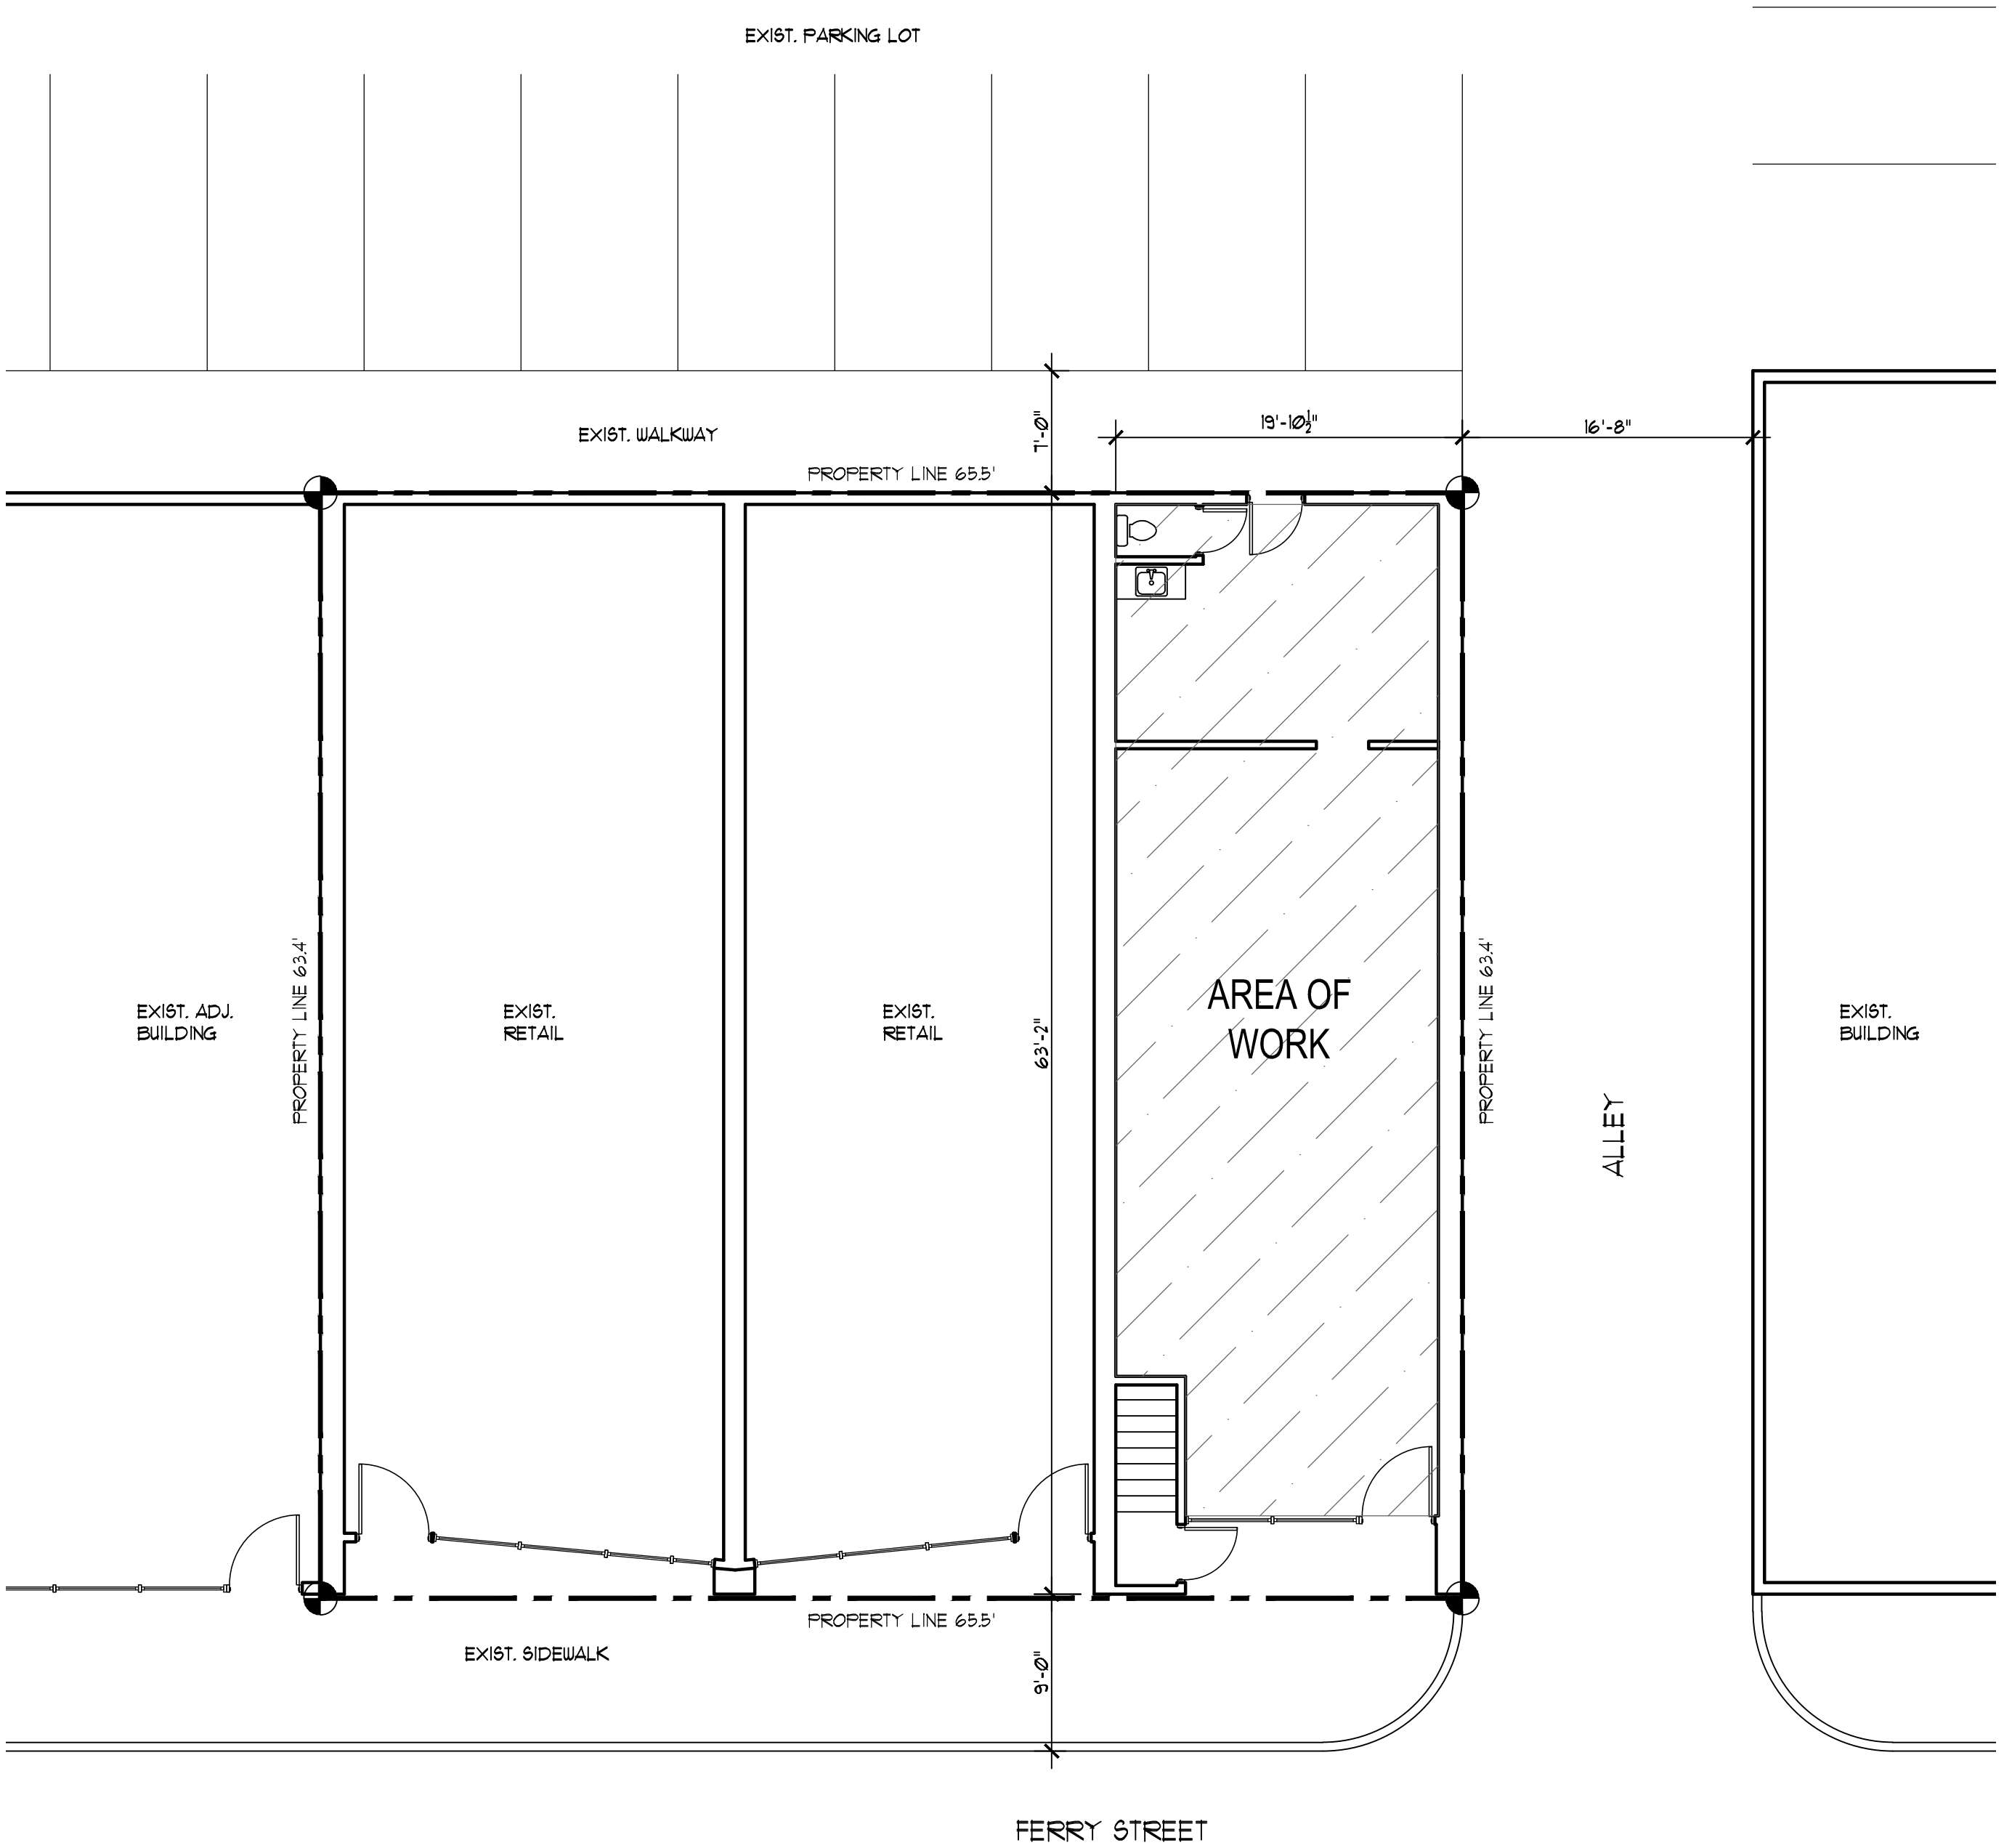 EXIST. PARKING LOT
7'-0"
19'-10½"
16'-8"
EXIST. WALKWAY
PROPERTY LINE 65.5'
PROPERTY LINE 63.4'
EXIST. ADJ.
BUILDING
EXIST.
RETAIL
EXIST.
RETAIL
63'-2"
AREA OF
WORK
PROPERTY LINE 63.4'
ALLEY
EXIST.
BUILDING
PROPERTY LINE 65.5'
EXIST. SIDEWALK
9'-0"
FERRY STREET